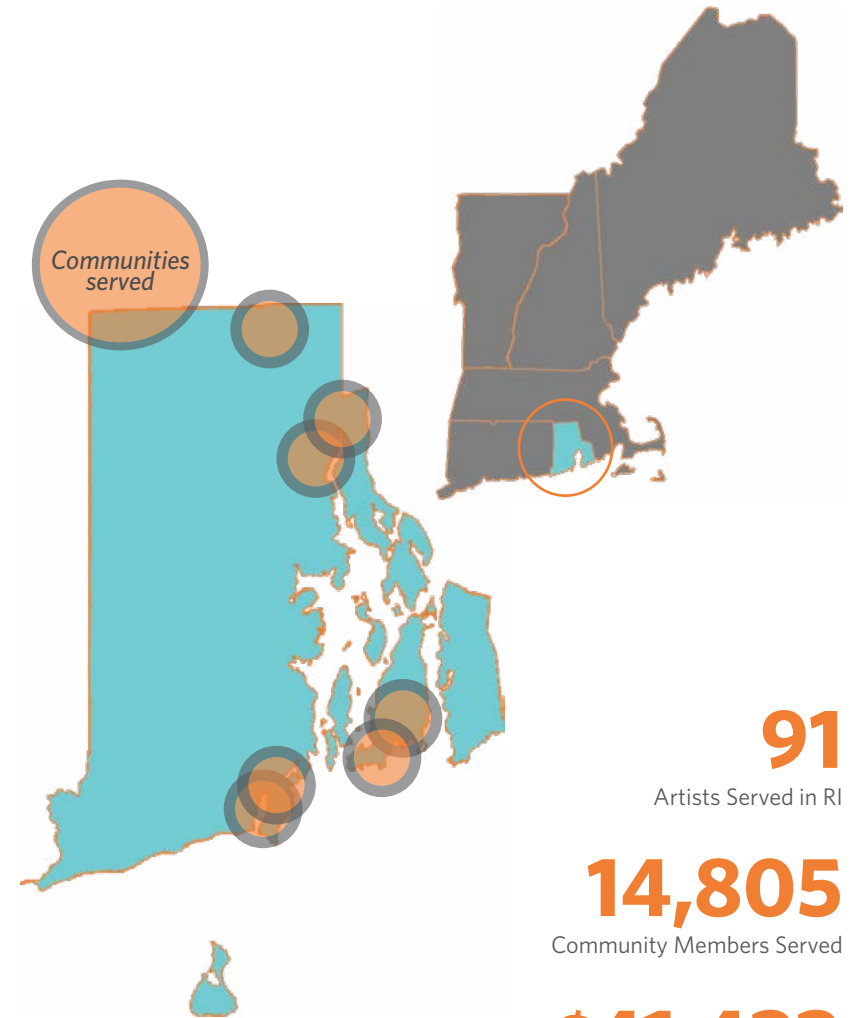 Communities
served
91
Artists Served in RI
14,805
Community Members Served